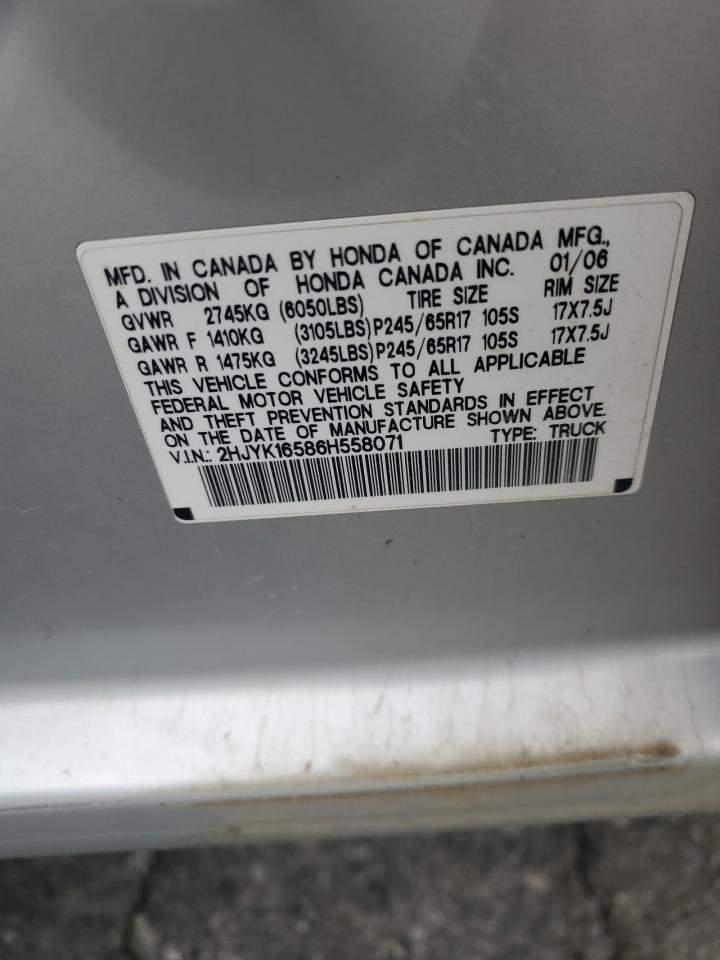 MFD. IN CANADA BY HONDA OF CANADA MFG.,
A DIVISION OF HONDA CANADA INC. 01/06
GVWR 2745KG (6050LBS) TIRE SIZE RIM SIZE
GAWR F 1410KG (3105LBS) P245/65R17 105S 17X7.5J
GAWR R 1475KG (3245LBS) P245/65R17 105S 17X7.5J
THIS VEHICLE CONFORMS TO ALL APPLICABLE
FEDERAL MOTOR VEHICLE SAFETY
AND THEFT PREVENTION STANDARDS IN EFFECT
ON THE DATE OF MANUFACTURE SHOWN ABOVE.
V.I.N.: 2HJYK16586H558071 TYPE: TRUCK